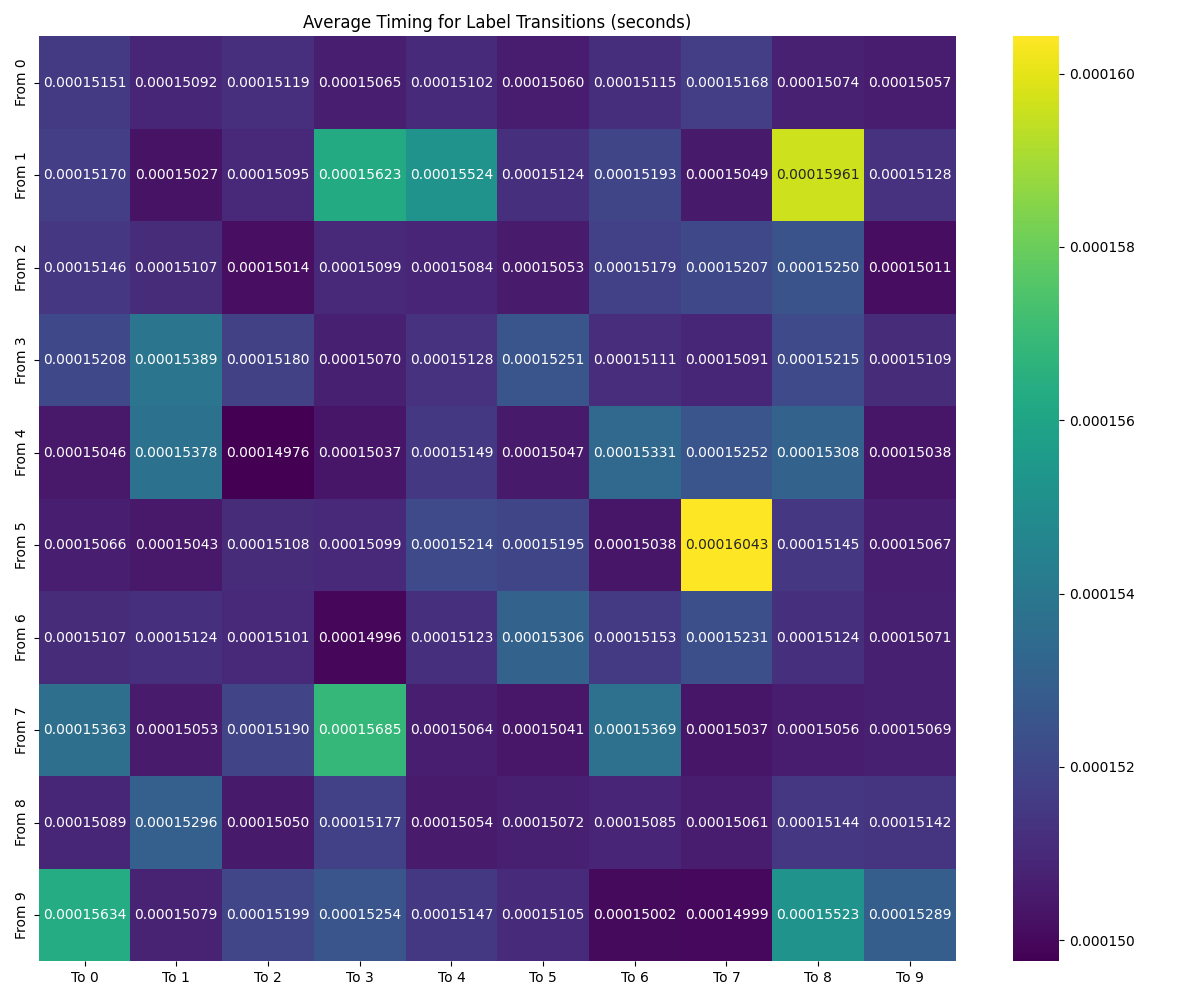 Average Timing for Label Transitions (seconds)
From 0 0.00015151 0.00015092 0.00015119 0.00015065 0.00015102 0.00015060 0.00015115 0.00015168 0.00015074 0.00015057
From 1 0.00015170 0.00015027 0.00015095 0.00015623 0.00015524 0.00015124 0.00015193 0.00015049 0.00015961 0.00015128
From 2 0.00015146 0.00015107 0.00015014 0.00015099 0.00015084 0.00015053 0.00015179 0.00015207 0.00015250 0.00015011
From 3 0.00015208 0.00015389 0.00015180 0.00015070 0.00015128 0.00015251 0.00015111 0.00015091 0.00015215 0.00015109
From 4 0.00015046 0.00015378 0.00014976 0.00015037 0.00015149 0.00015047 0.00015331 0.00015252 0.00015308 0.00015038
From 5 0.00015066 0.00015043 0.00015108 0.00015099 0.00015214 0.00015195 0.00015038 0.00016043 0.00015145 0.00015067
From 6 0.00015107 0.00015124 0.00015101 0.00014996 0.00015123 0.00015306 0.00015153 0.00015231 0.00015124 0.00015071
From 7 0.00015363 0.00015053 0.00015190 0.00015685 0.00015064 0.00015041 0.00015369 0.00015037 0.00015056 0.00015069
From 8 0.00015089 0.00015296 0.00015050 0.00015177 0.00015054 0.00015072 0.00015085 0.00015061 0.00015144 0.00015142
From 9 0.00015634 0.00015079 0.00015199 0.00015254 0.00015147 0.00015105 0.00015002 0.00014999 0.00015523 0.00015289
To 0 To 1 To 2 To 3 To 4 To 5 To 6 To 7 To 8 To 9
0.000160
0.000158
0.000156
0.000154
0.000152
0.000150